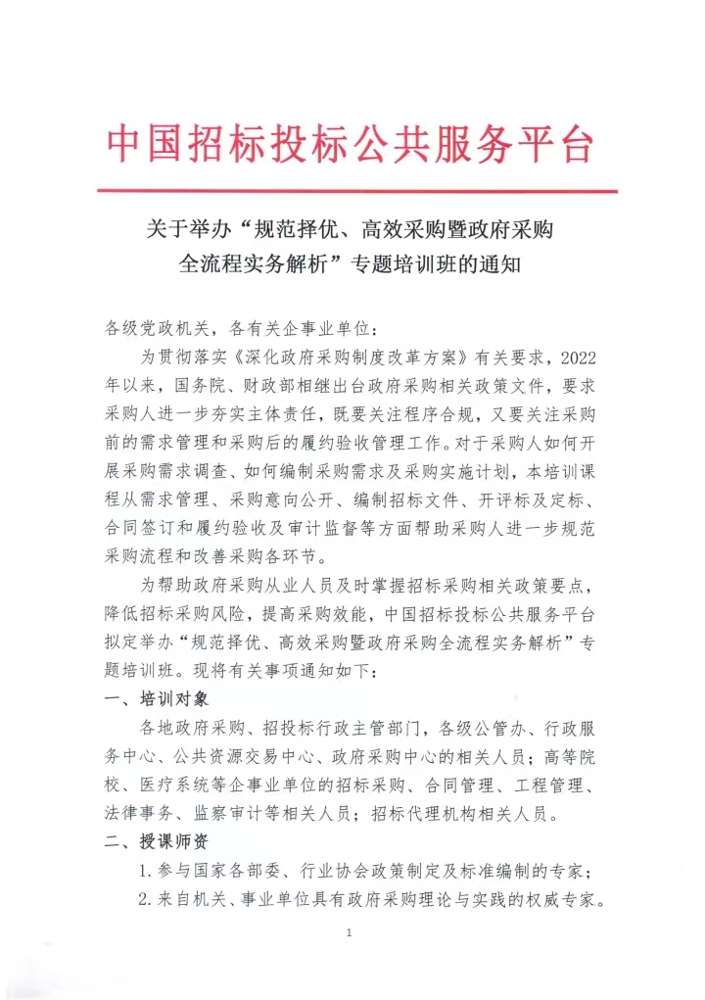 中国招标投标公共服务平台
关于举办“规范择优、高效采购暨政府采购
全流程实务解析”专题培训班的通知
各级党政机关，各有关企事业单位：
为贯彻落实《深化政府采购制度改革方案》有关要求，2022
年以来，国务院、财政部相继出台政府采购相关政策文件，要求
采购人进一步夯实主体责任，既要关注程序合规，又要关注采购
前的需求管理和采购后的履约验收管理工作。对于采购人如何开
展采购需求调查、如何编制采购需求及采购实施计划，本培训课
程从需求管理、采购意向公开、编制招标文件、开评标及定标、
合同签订和履约验收及审计监督等方面帮助采购人进一步规范
采购流程和改善采购各环节。
为帮助政府采购从业人员及时掌握招标采购相关政策要点，
降低招标采购风险，提高采购效能，中国招标投标公共服务平台
拟定举办“规范择优、高效采购暨政府采购全流程实务解析”专
题培训班。现将有关事项通知如下：
一、培训对象
各地政府采购、招投标行政主管部门，各级公管办、行政服
务中心、公共资源交易中心、政府采购中心的相关人员；高等院
校、医疗系统等企事业单位的招标采购、合同管理、工程管理、
法律事务、监察审计等相关人员；招标代理机构相关人员。
二、授课师资
1.参与国家各部委、行业协会政策制定及标准编制的专家；
2.来自机关、事业单位具有政府采购理论与实践的权威专家。
1